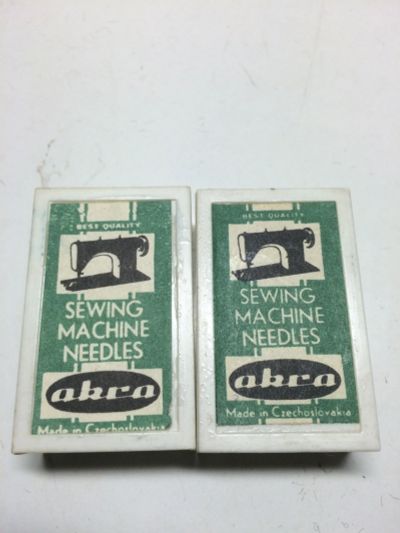 BEST QUALITY
SEWING
MACHINE
NEEDLES
akra
Made in Czechoslovakia
BEST QUALITY
SEWING
MACHINE
NEEDLES
akra
Made in Czechoslovakia